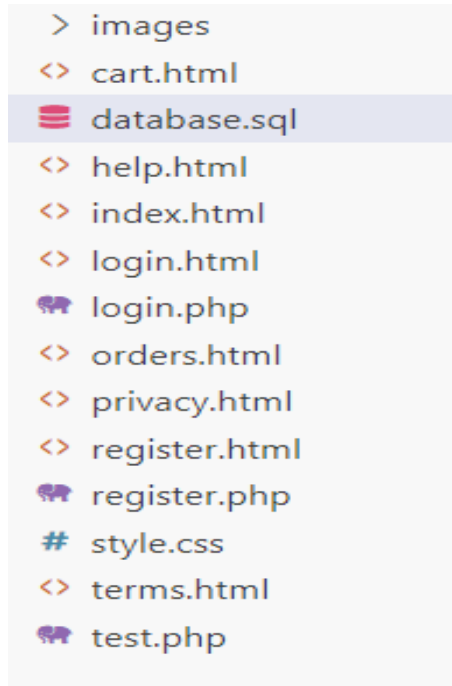 images
cart.html
database.sql
help.html
index.html
login.html
login.php
orders.html
privacy.html
register.html
register.php
style.css
terms.html
test.php